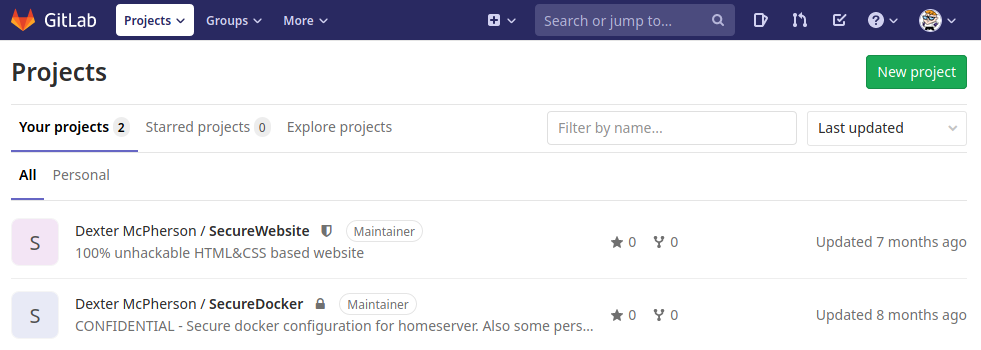 GitLab Projects Groups More Search or jump to...
Projects New project
Your projects 2 Starred projects 0 Explore projects Filter by name... Last updated
All Personal
S Dexter McPherson / SecureWebsite Maintainer 0 0 Updated 7 months ago
100% unhackable HTML&CSS based website
S Dexter McPherson / SecureDocker Maintainer 0 0 Updated 8 months ago
CONFIDENTIAL - Secure docker configuration for homeserver. Also some pers...